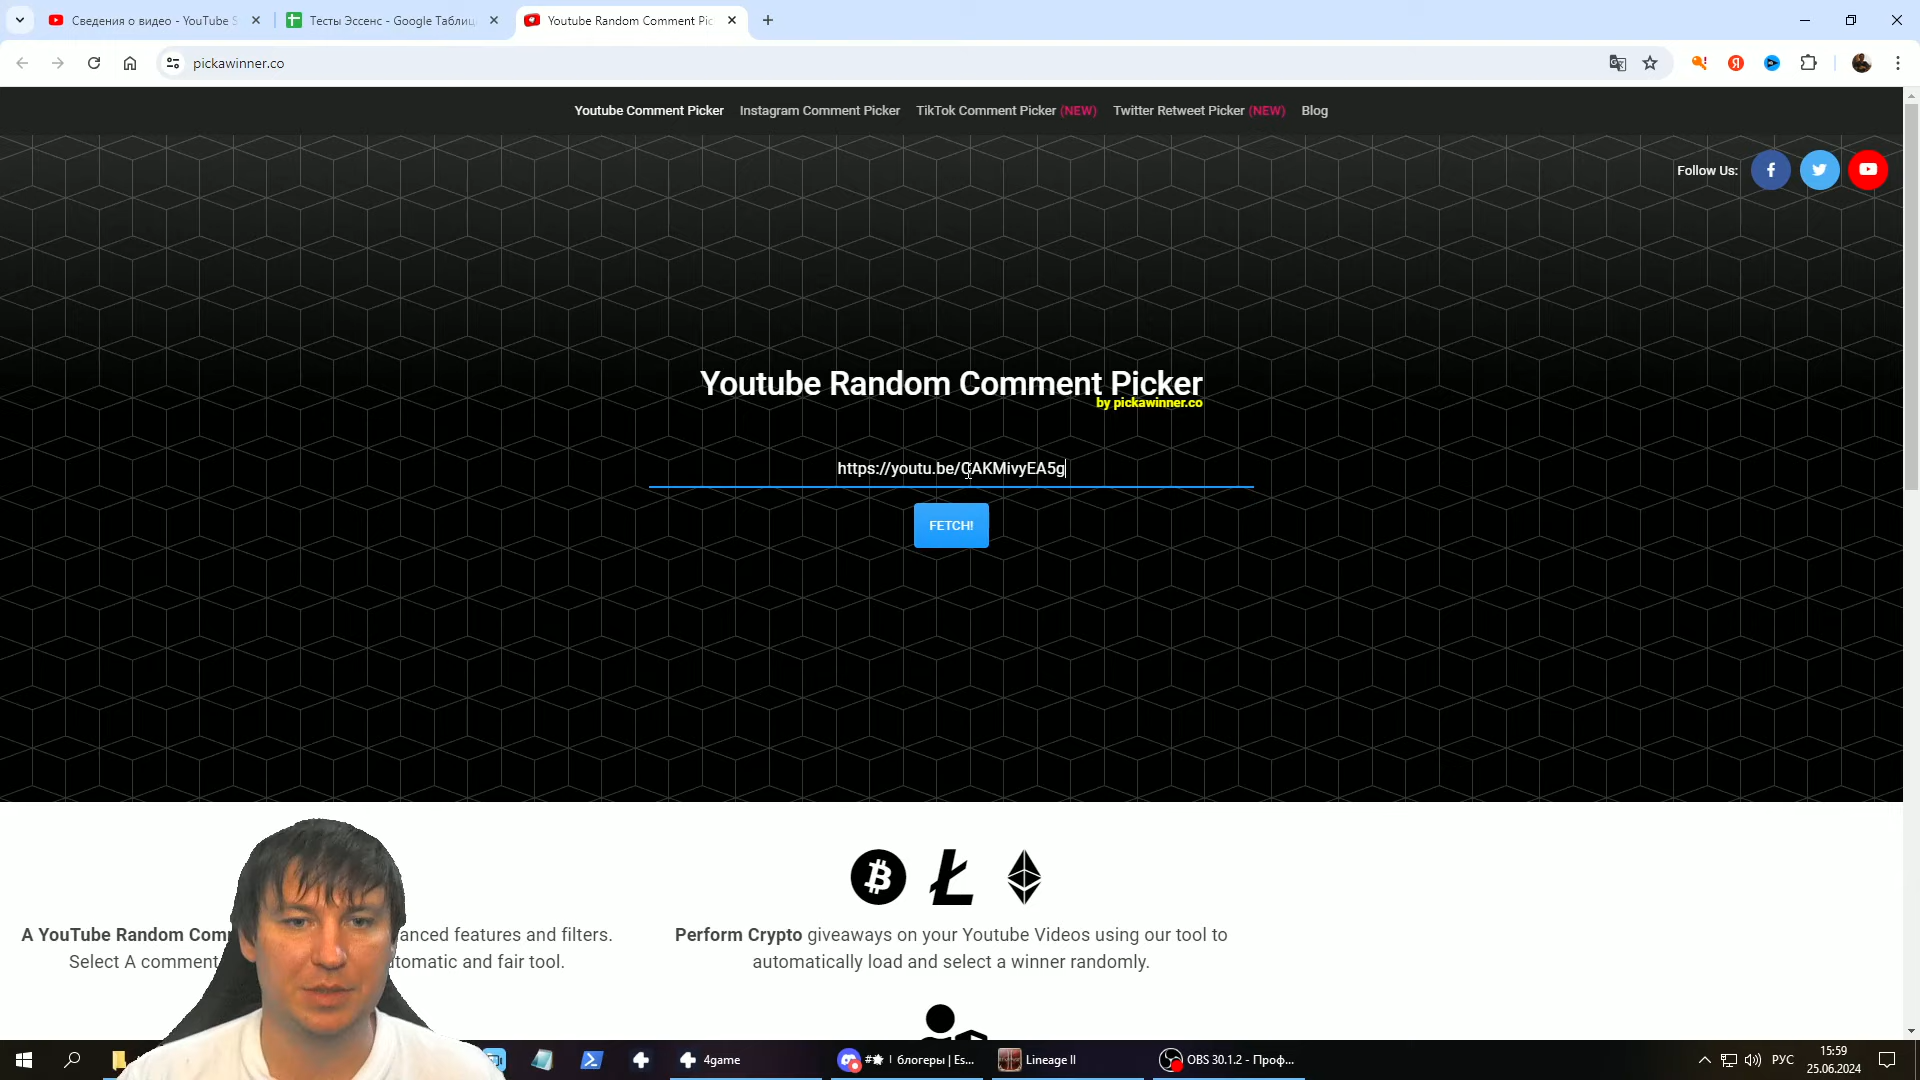 Сведения о видео - YouTube S
Тесты Эссенс - Google Таблиц
Youtube Random Comment Pic
pickawinner.co
Youtube Comment Picker
Instagram Comment Picker
TikTok Comment Picker (NEW)
Twitter Retweet Picker (NEW)
Blog
Follow Us:
Youtube Random Comment Picker
by pickawinner.co
https://youtu.be/CAKMivyEA5g
FETCH!
A YouTube Random Com
anced features and filters.
Select A comment
tomatic and fair tool.
Perform Crypto giveaways on your Youtube Videos using our tool to
automatically load and select a winner randomly.
4game
блогеры | Es...
Lineage II
OBS 30.1.2 - Проф...
РУС
15:59
25.06.2024